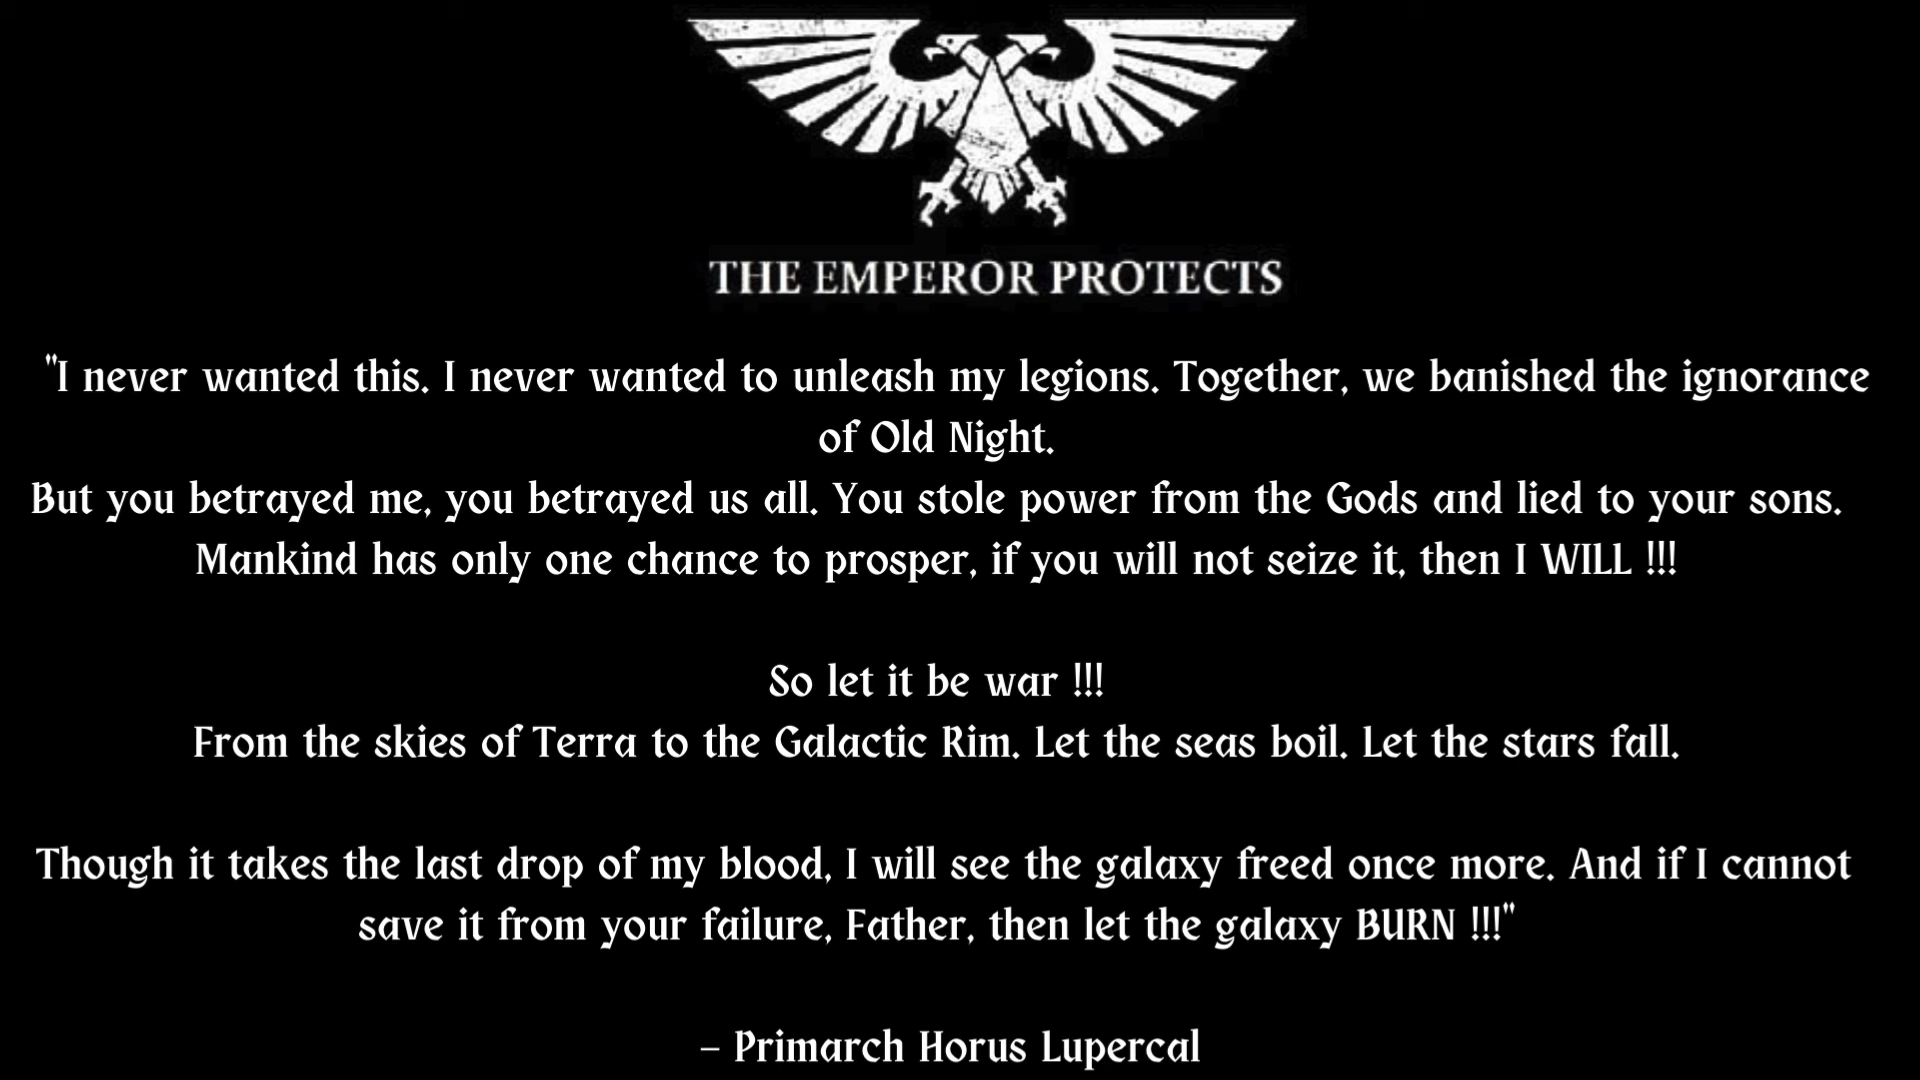 THE EMPEROR PROTECTS
"I never wanted this. I never wanted to unleash my legions. Together, we banished the ignorance
of Old Night.
But you betrayed me, you betrayed us all. You stole power from the Gods and lied to your sons.
Mankind has only one chance to prosper, if you will not seize it, then I WILL !!!
So let it be war !!!
From the skies of Terra to the Galactic Rim. Let the seas boil. Let the stars fall.
Though it takes the last drop of my blood, I will see the galaxy freed once more. And if I cannot
save it from your failure, Father, then let the galaxy BURN !!!"
– Primarch Horus Lupercal